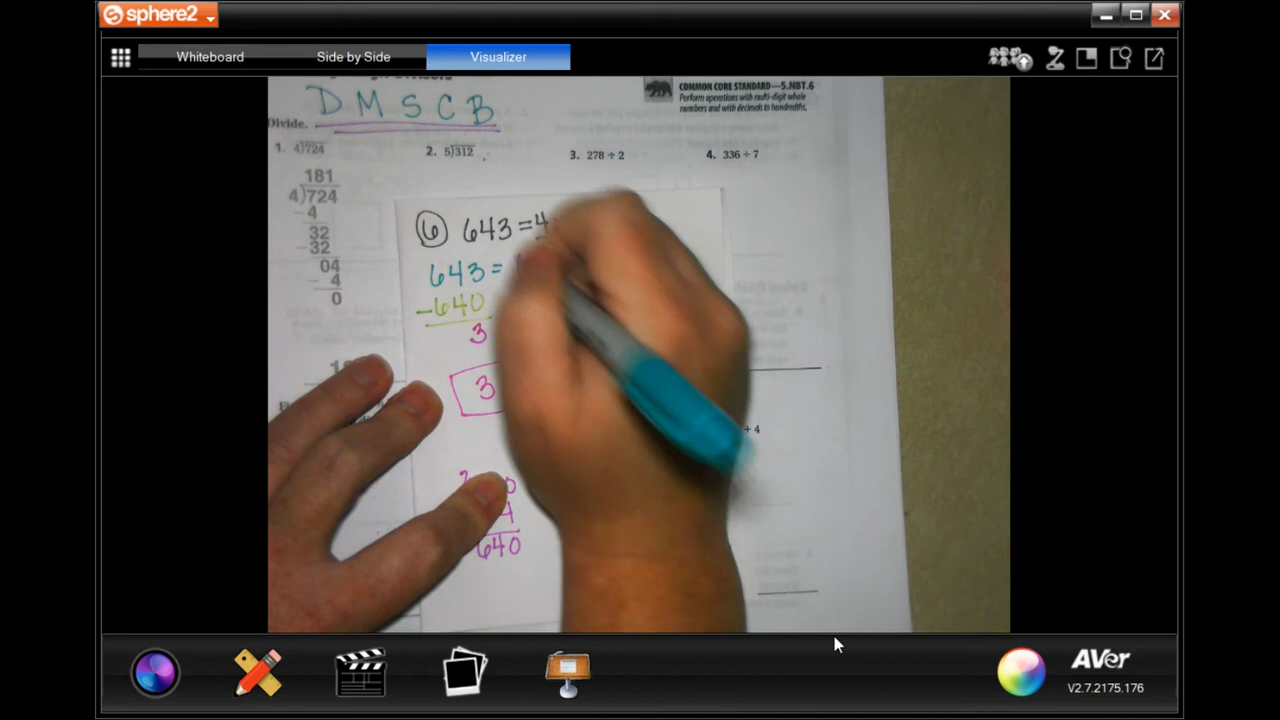 sphere2
Whiteboard Side by Side Visualizer
COMMON CORE STANDARD—5.NBT.6
Perform operations with multi-digit whole
numbers and with decimals to hundredths.
D M S C B
Divide.
1. 4)724
2. 5)312
3. 278 ÷ 2
4. 336 ÷ 7
181
4)724
-4
32
-32
04
- 4
0
6 643 = 4
643 =
-640
3
3
÷ 4
4
640
AVer
V2.7.2175.176